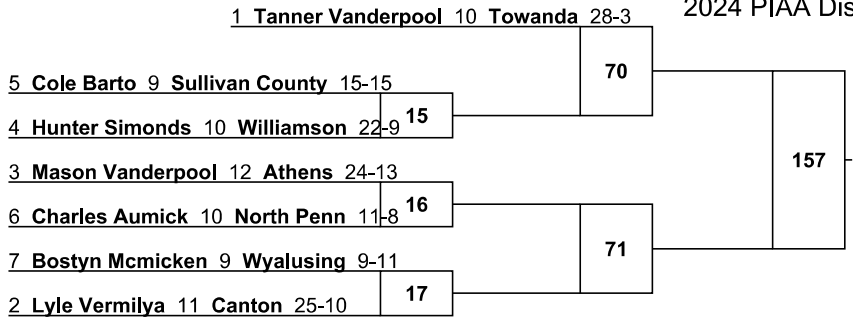 2024 PIAA Dis
1 Tanner Vanderpool 10 Towanda 28-3
70
5 Cole Barto 9 Sullivan County 15-15
15
4 Hunter Simonds 10 Williamson 22-9
3 Mason Vanderpool 12 Athens 24-13
157
16
6 Charles Aumick 10 North Penn 11-8
71
7 Bostyn Mcmicken 9 Wyalusing 9-11
17
2 Lyle Vermilya 11 Canton 25-10